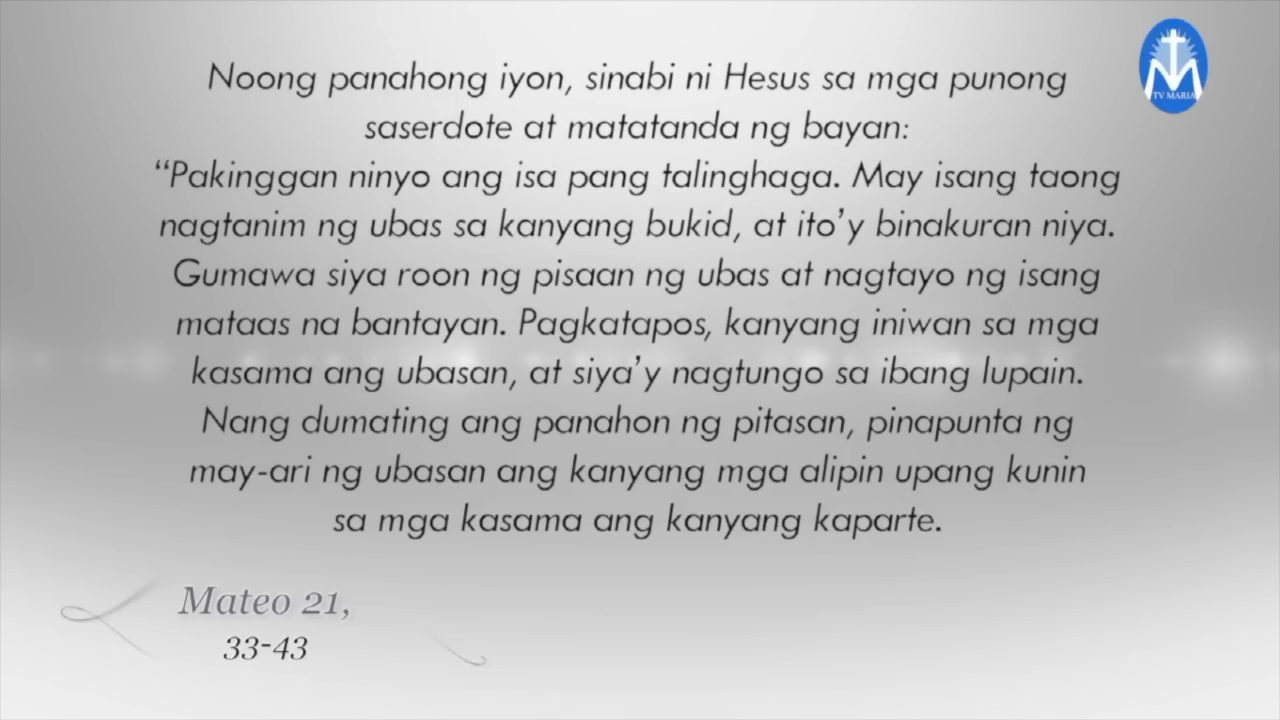 Noong panahong iyon, sinabi ni Hesus sa mga punong
saserdote at matatanda ng bayan:
“Pakinggan ninyo ang isa pang talinghaga. May isang taong
nagtanim ng ubas sa kanyang bukid, at ito’y binakuran niya.
Gumawa siya roon ng pisaan ng ubas at nagtayo ng isang
mataas na bantayan. Pagkatapos, kanyang iniwan sa mga
kasama ang ubasan, at siya’y nagtungo sa ibang lupain.
Nang dumating ang panahon ng pitasan, pinapunta ng
may-ari ng ubasan ang kanyang mga alipin upang kunin
sa mga kasama ang kanyang kaparte.
Mateo 21,
33-43
TV MARIA